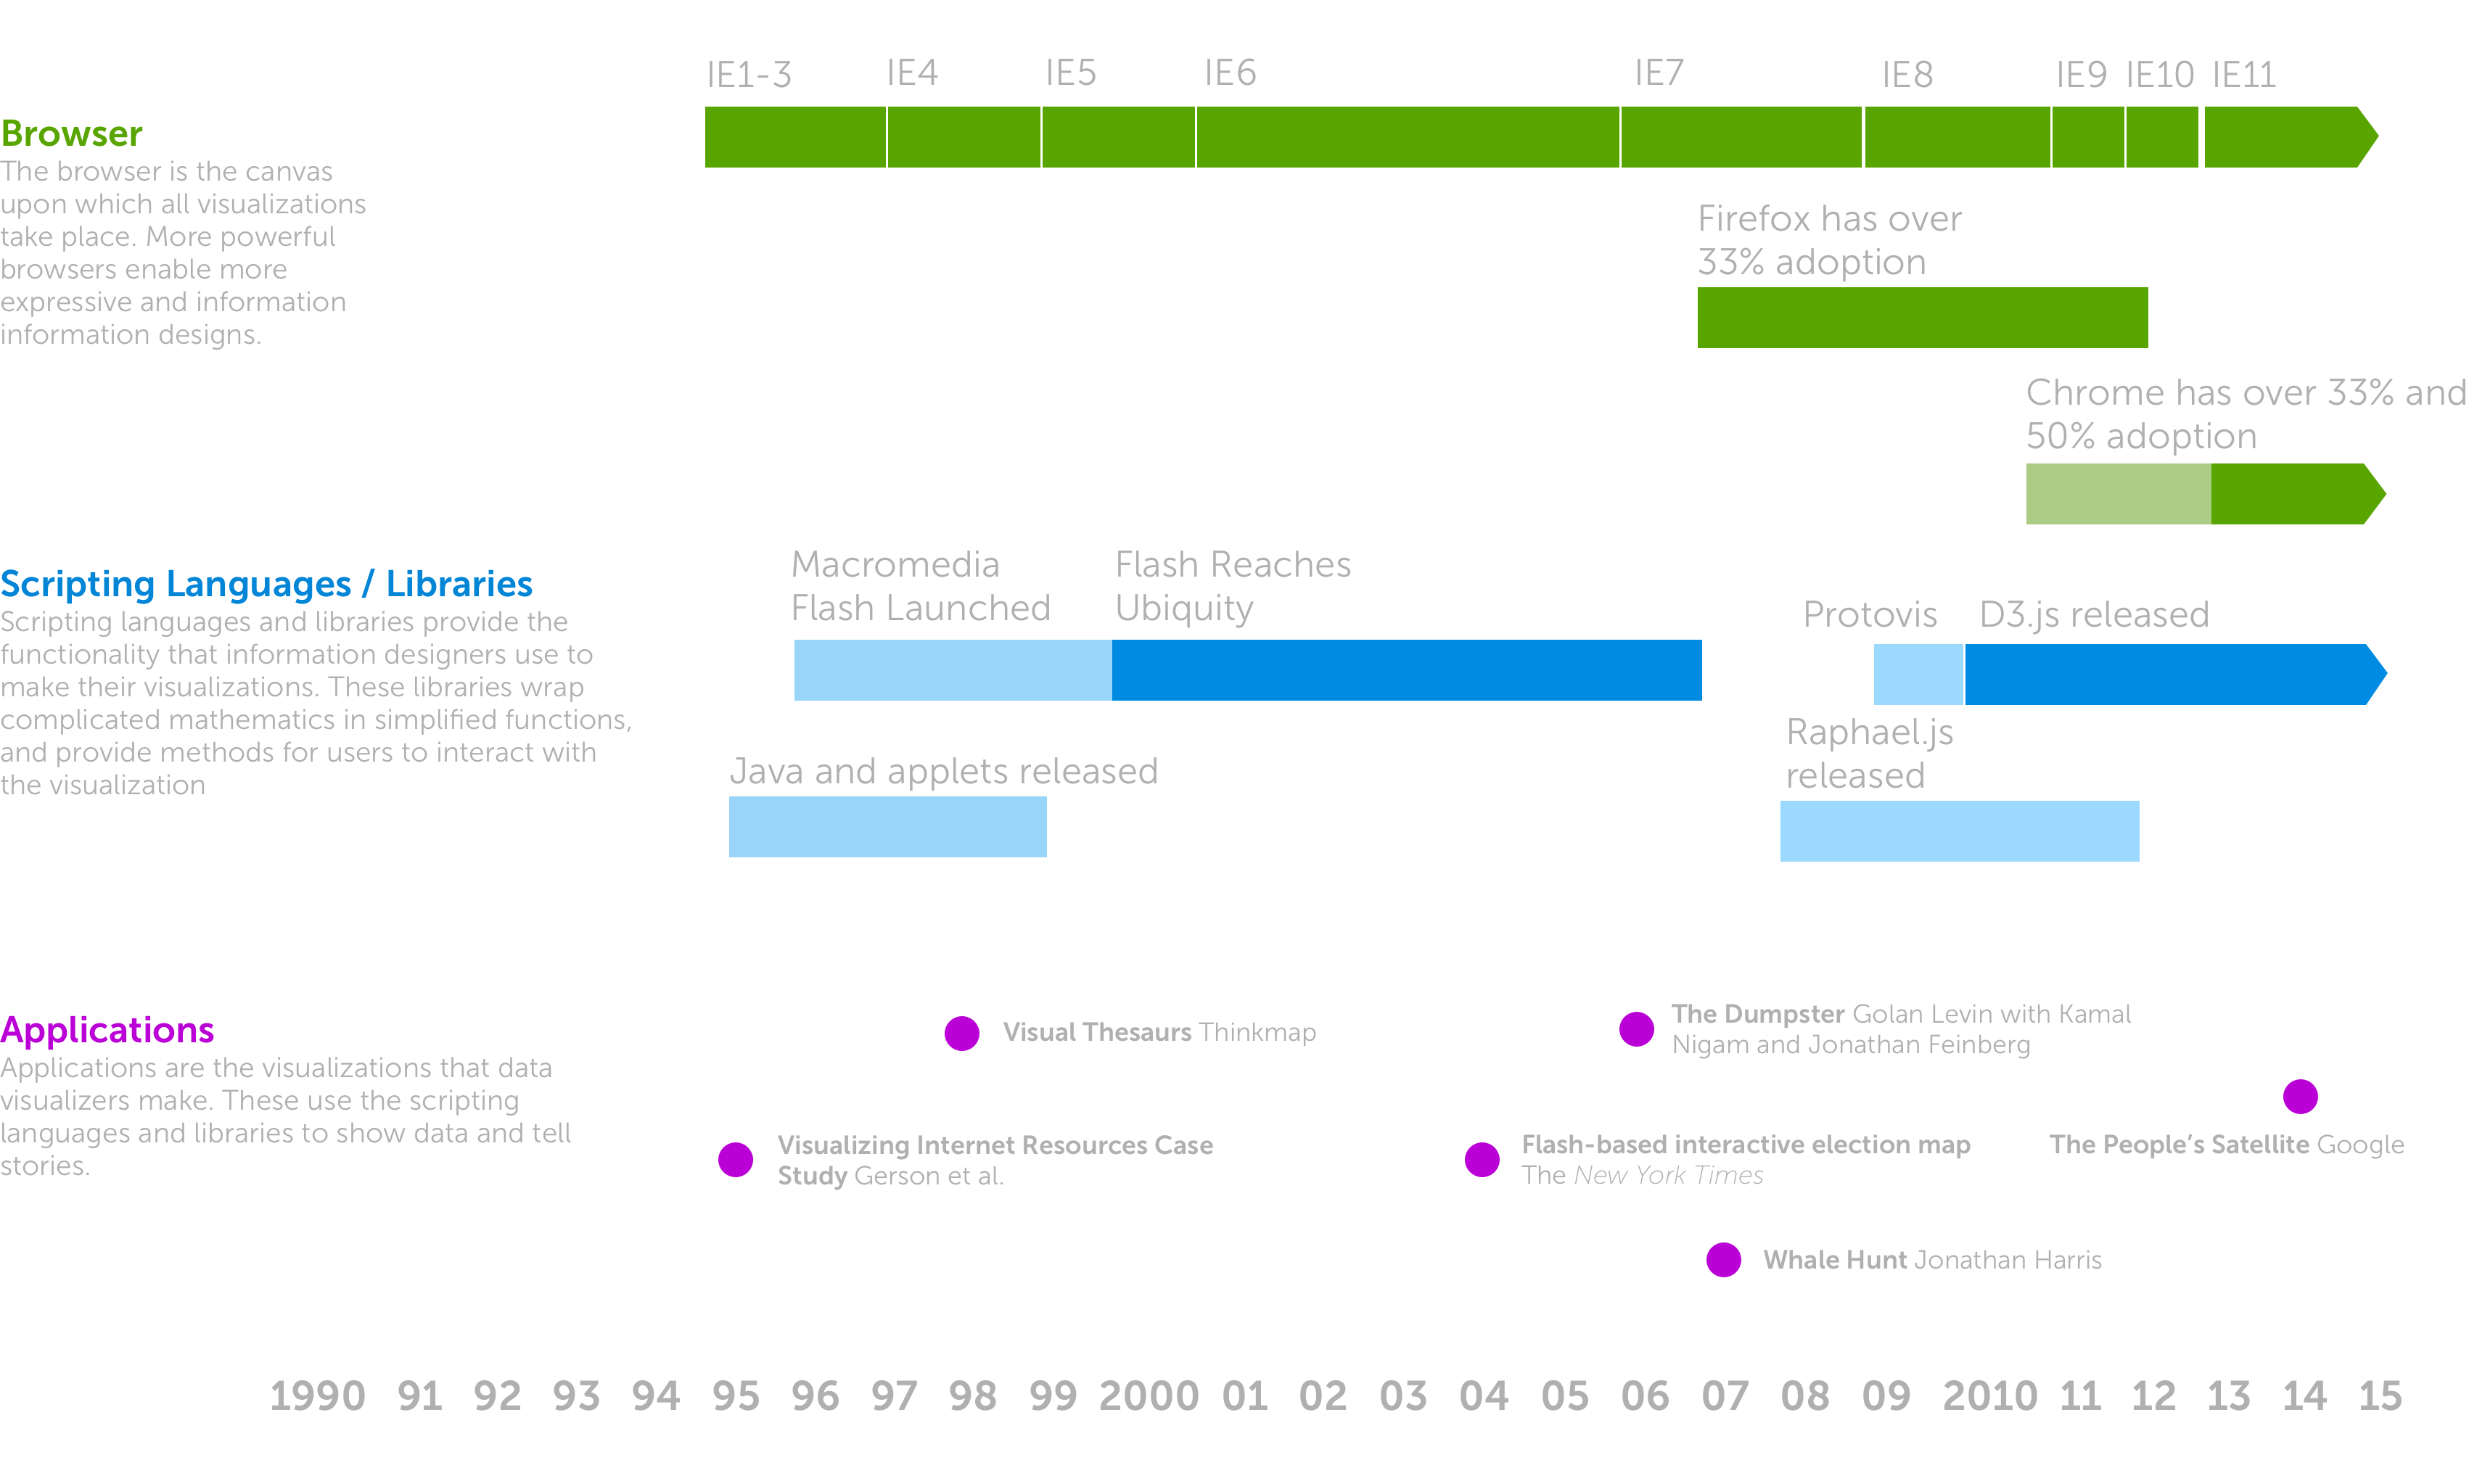 IE1-3 IE4 IE5 IE6 IE7 IE8 IE9 IE10 IE11
Browser
The browser is the canvas
upon which all visualizations
take place. More powerful
browsers enable more
expressive and information
information designs.
Firefox has over
33% adoption
Chrome has over 33% and
50% adoption
Scripting Languages / Libraries
Scripting languages and libraries provide the
functionality that information designers use to
make their visualizations. These libraries wrap
complicated mathematics in simplified functions,
and provide methods for users to interact with
the visualization
Macromedia
Flash Launched
Flash Reaches
Ubiquity
Protovis
D3.js released
Raphael.js
released
Java and applets released
Applications
Applications are the visualizations that data
visualizers make. These use the scripting
languages and libraries to show data and tell
stories.
Visual Thesaurs Thinkmap
The Dumpster Golan Levin with Kamal
Nigam and Jonathan Feinberg
Visualizing Internet Resources Case
Study Gerson et al.
Flash-based interactive election map
The New York Times
The People's Satellite Google
Whale Hunt Jonathan Harris
1990 91 92 93 94 95 96 97 98 99 2000 01 02 03 04 05 06 07 08 09 2010 11 12 13 14 15